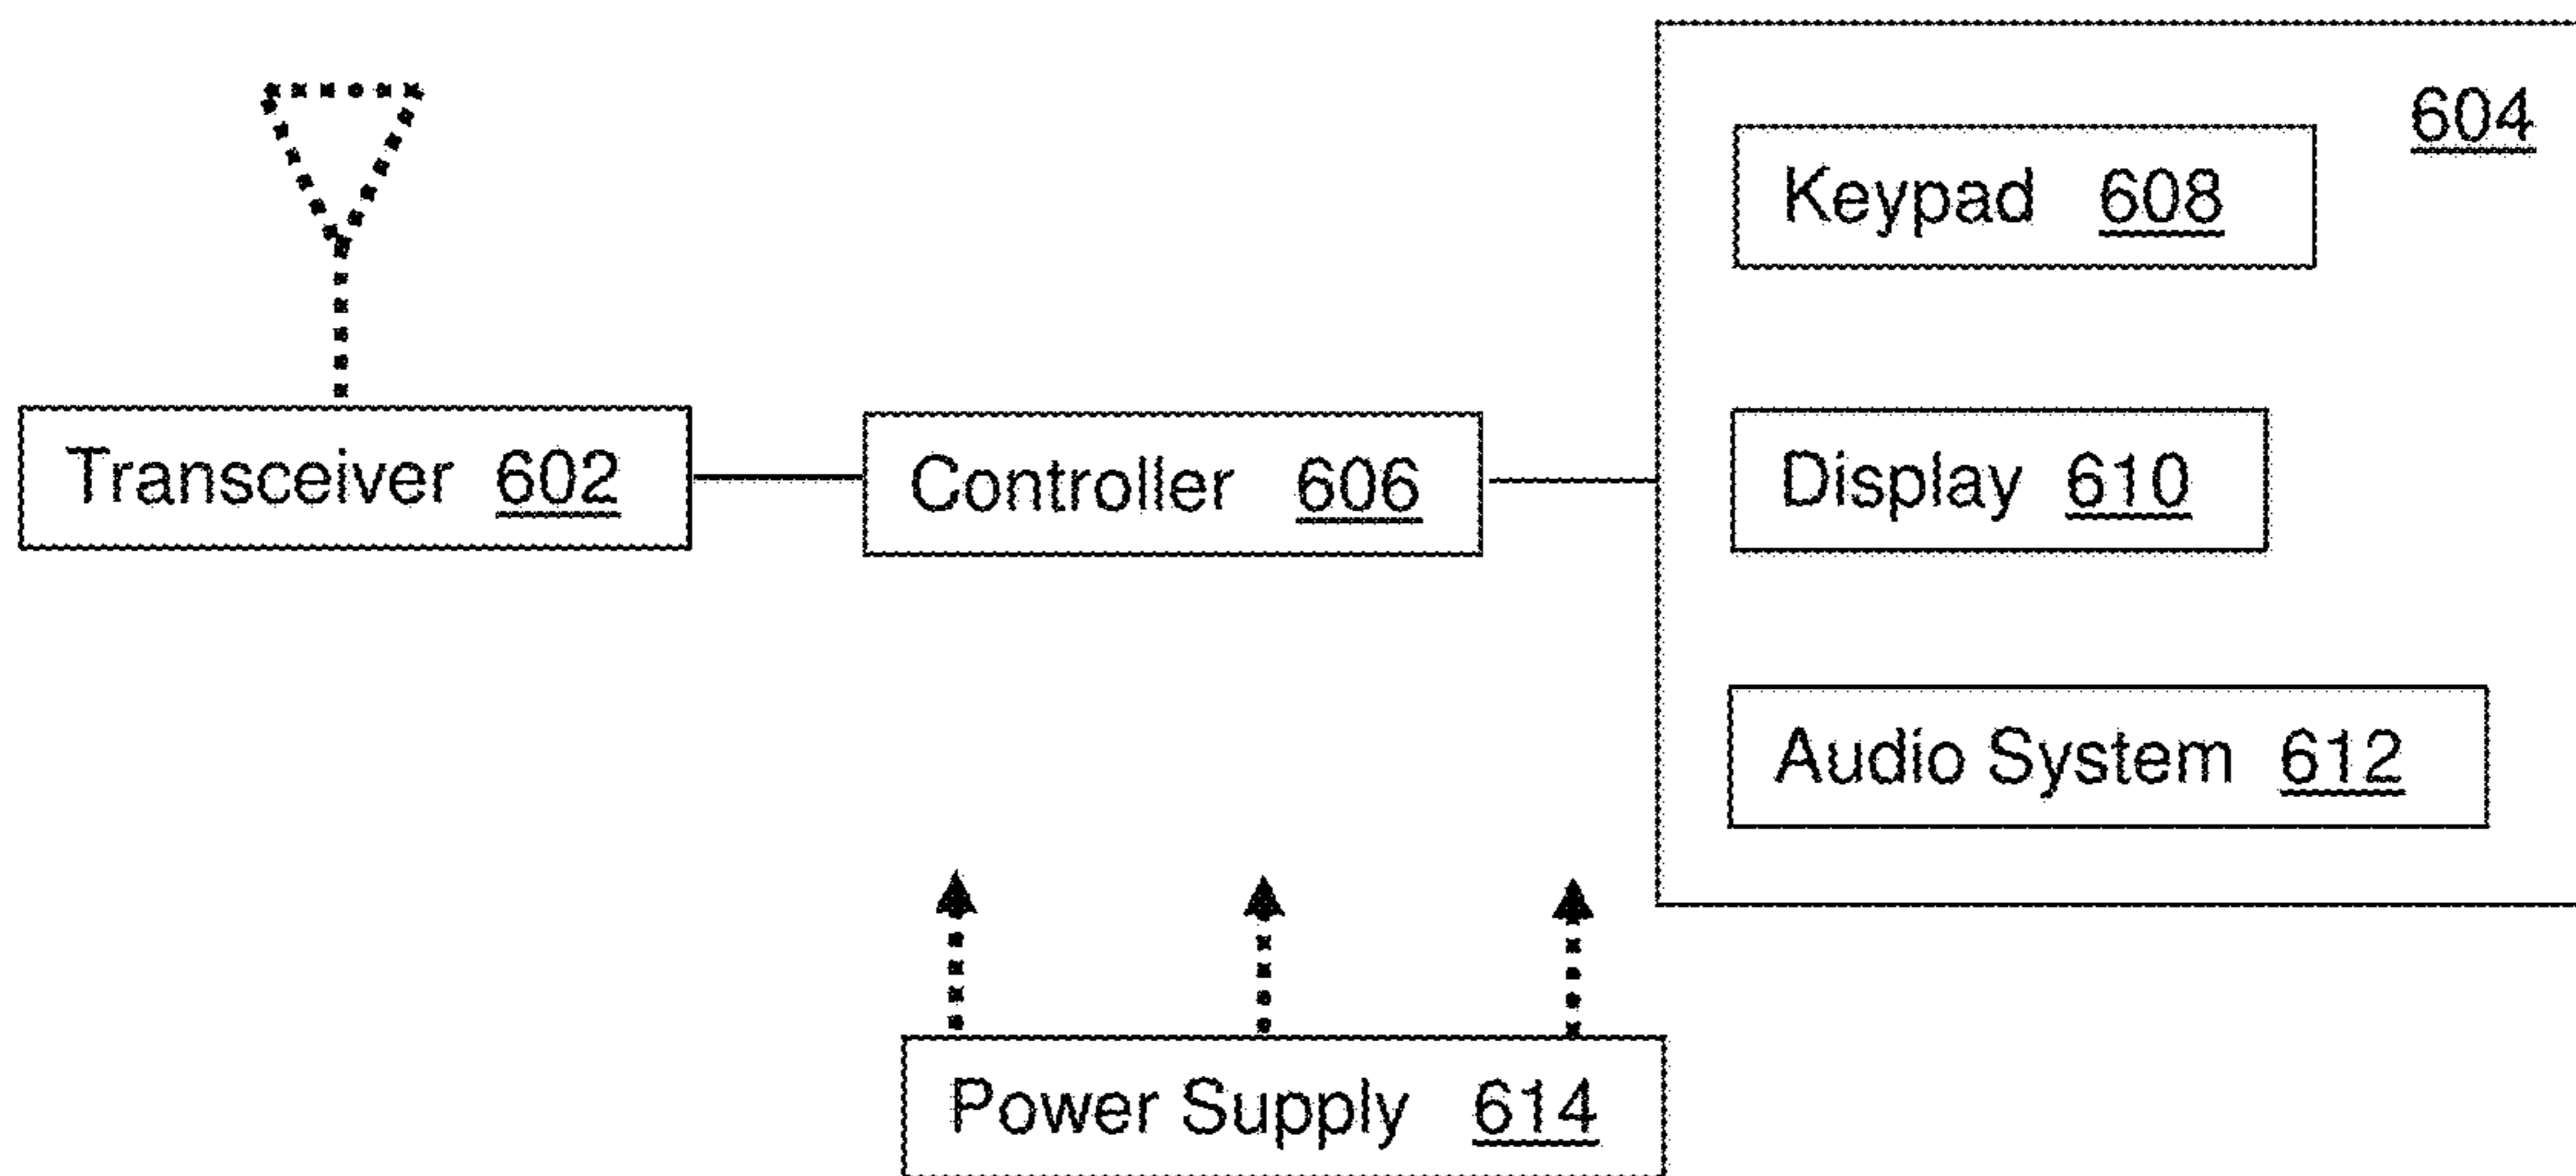 604
Keypad 608
Transceiver 602
Controller 606
Display 610
Audio System 612
Power Supply 614